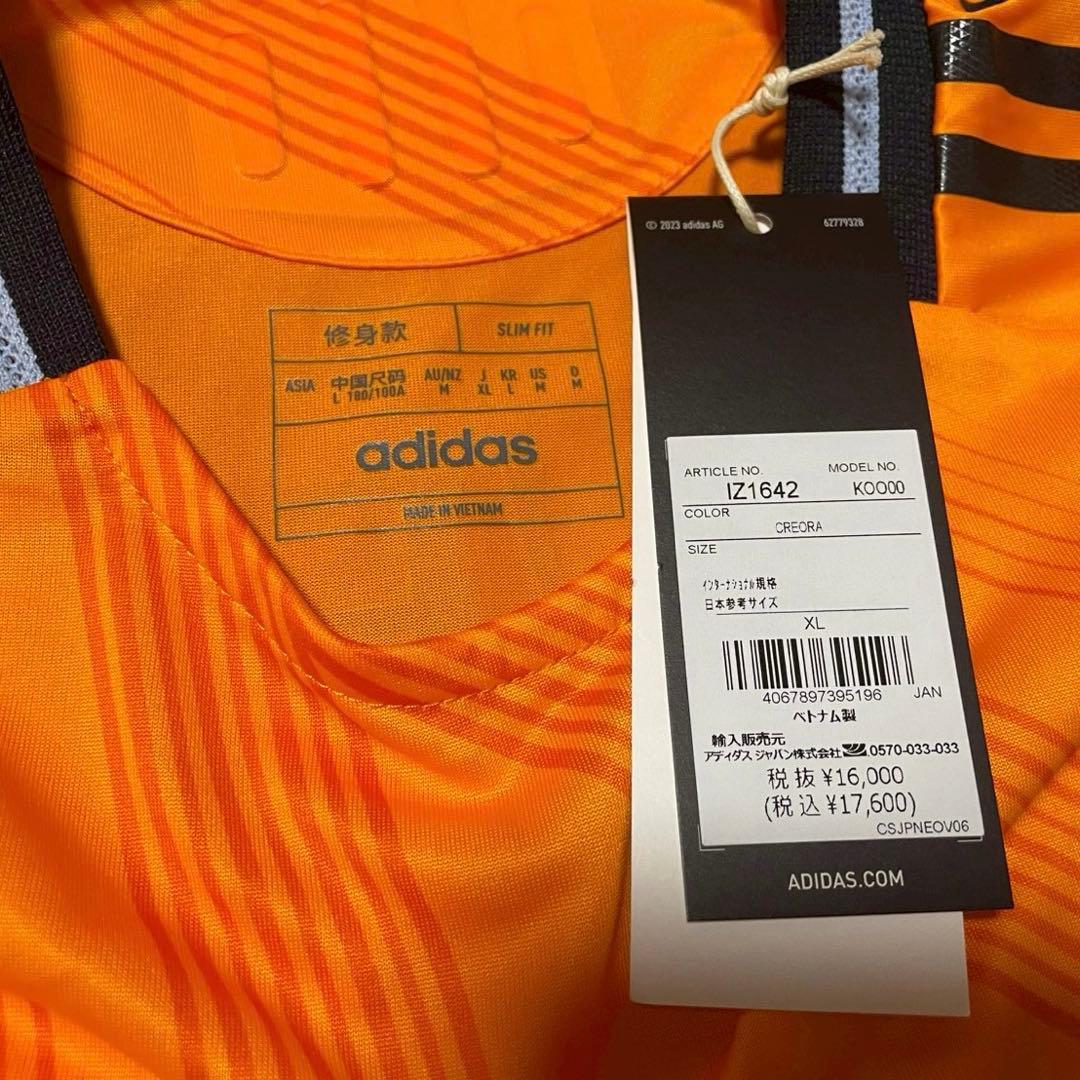 修身款 SLIM FIT
ASIA 中国尺码 AU/NZ J KR US D
L 180/100A M XL L M M
adidas
MADE IN VIETNAM
© 2023 adidas AG 62779328
ARTICLE NO. MODEL NO.
IZ1642 KOO00
COLOR
CREORA
SIZE
インターナショナル規格
日本参考サイズ
XL
4067897395196 JAN
ベトナム製
輸入販売元
アディダス ジャパン株式会社 0570-033-033
税抜 ¥16,000
(税込 ¥17,600)
CSJPNEOV06
ADIDAS.COM